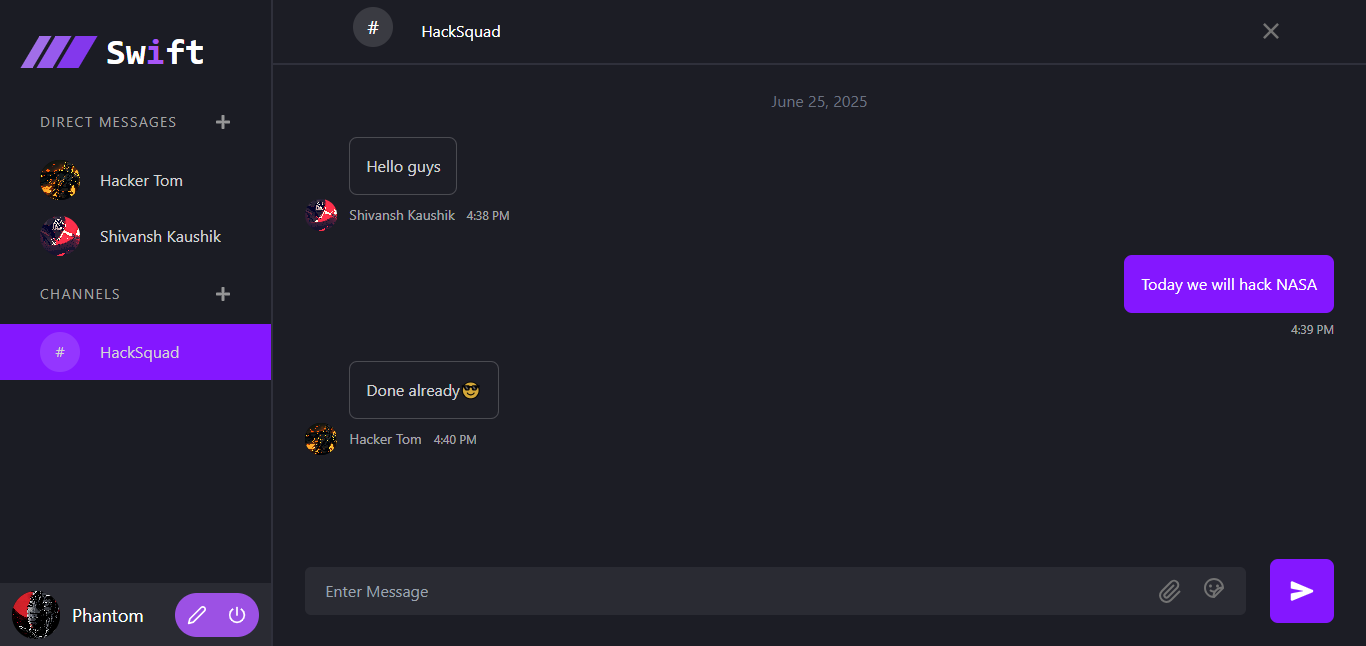 Swift
DIRECT MESSAGES
Hacker Tom
Shivansh Kaushik
CHANNELS
# HackSquad
Phantom
# HackSquad
June 25, 2025
Hello guys
Shivansh Kaushik 4:38 PM
Today we will hack NASA
4:39 PM
Done already😎
Hacker Tom 4:40 PM
Enter Message